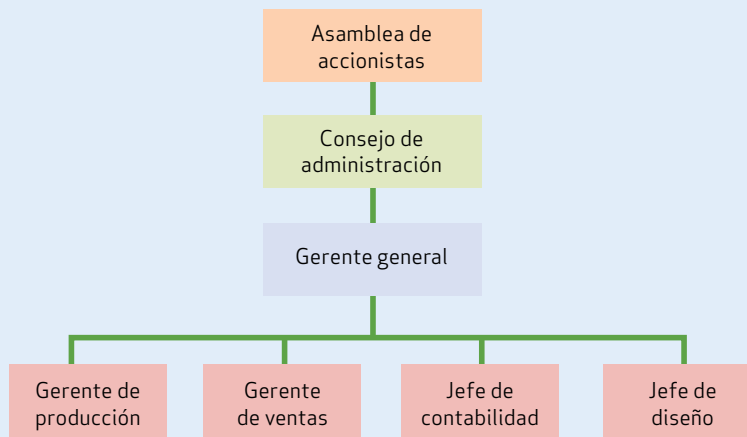 Asamblea de
accionistas
Consejo de
administración
Gerente general
Gerente de
producción
Gerente
de ventas
Jefe de
contabilidad
Jefe de
diseño